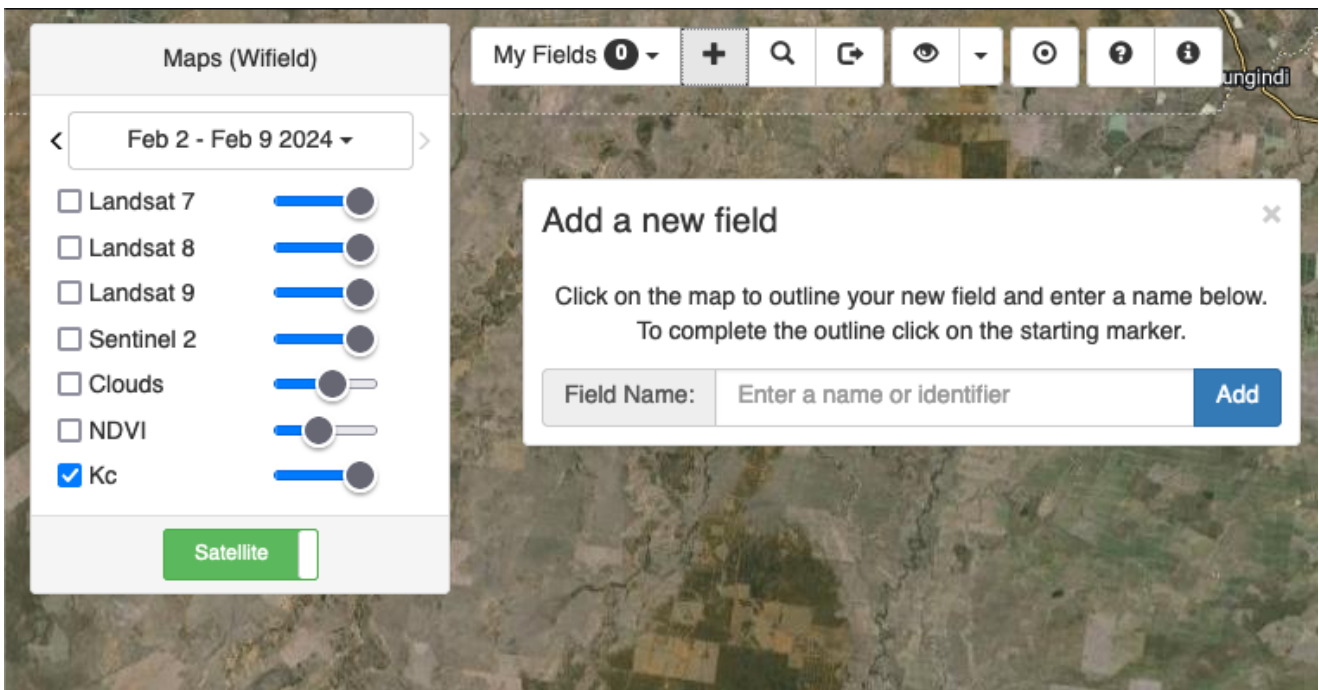 Maps (Wifield)
My Fields 0
ungindi
Feb 2 - Feb 9 2024
Landsat 7
Landsat 8
Landsat 9
Sentinel 2
Clouds
NDVI
Kc
Satellite
Add a new field
×
Click on the map to outline your new field and enter a name below.
To complete the outline click on the starting marker.
Field Name:
Enter a name or identifier
Add